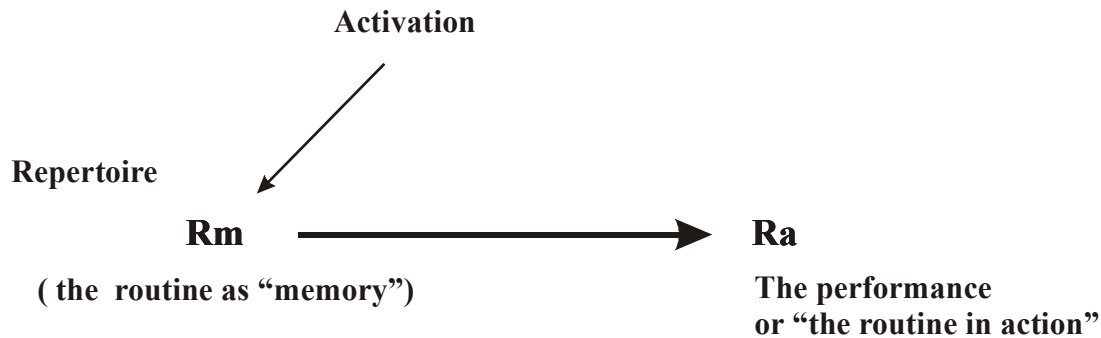 Activation
Repertoire
Rm
Ra
( the routine as “memory”)
The performance
or “the routine in action”